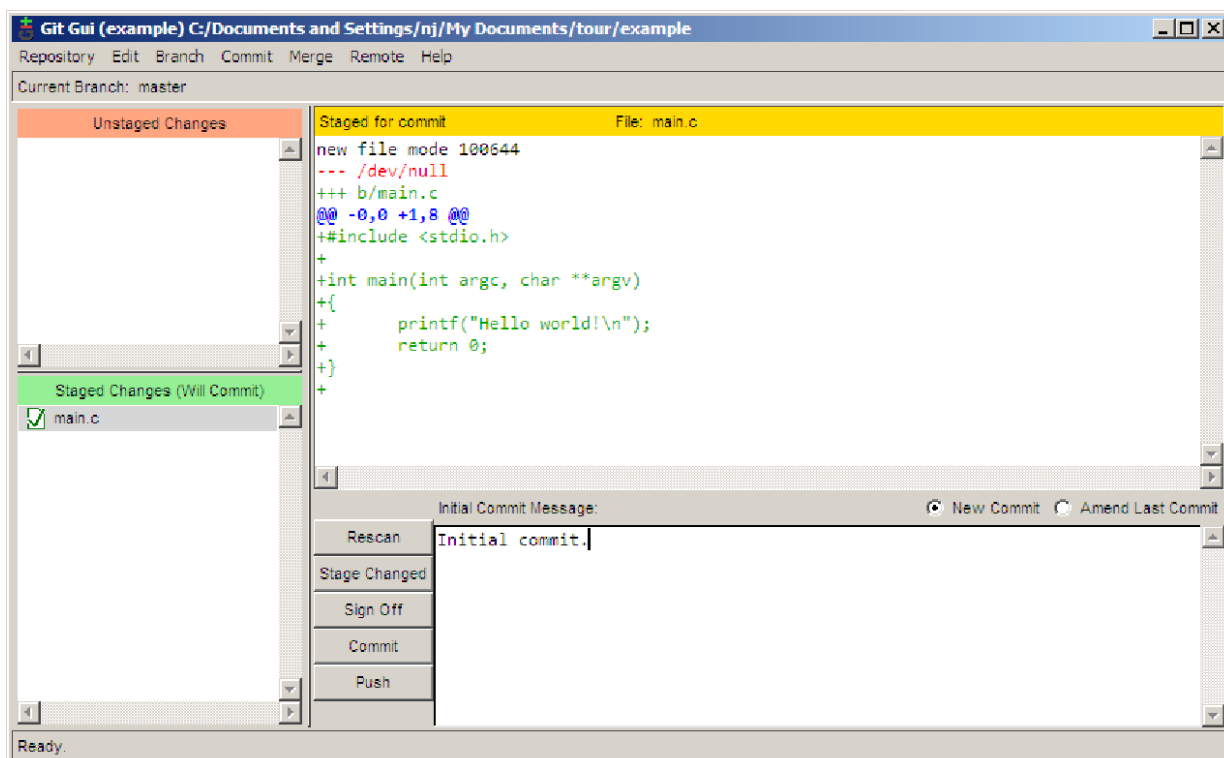 Git Gui (example) C:/Documents and Settings/nj/My Documents/tour/example
Repository Edit Branch Commit Merge Remote Help
Current Branch: master
Unstaged Changes
Staged Changes (Will Commit)
main.c
Staged for commit File: main.c
new file mode 100644
--- /dev/null
+++ b/main.c
@@ -0,0 +1,8 @@
+#include <stdio.h>
+
+int main(int argc, char **argv)
+{
+       printf("Hello world!\n");
+       return 0;
+}
+
Initial Commit Message: New Commit Amend Last Commit
Rescan
Stage Changed
Sign Off
Commit
Push
Initial commit.
Ready.